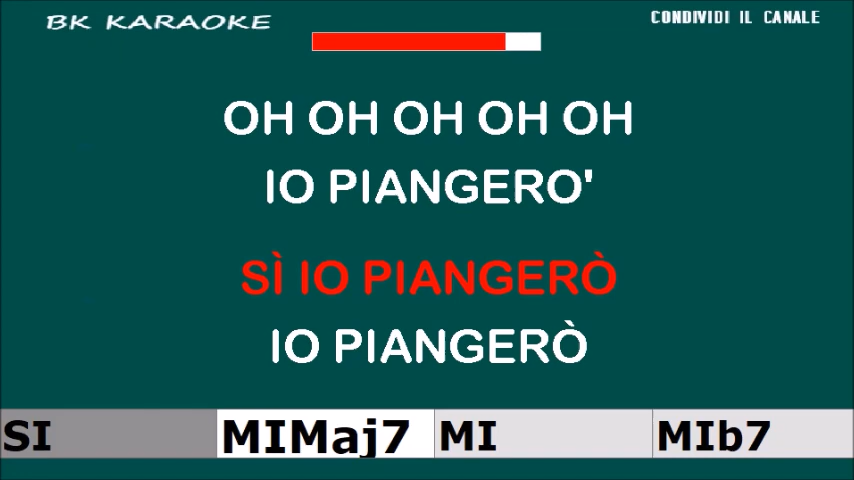 BK KARAOKE
CONDIVIDI IL CANALE
OH OH OH OH OH
IO PIANGERO'
SÌ IO PIANGERÒ
IO PIANGERÒ
SI MIMaj7 MI MIb7